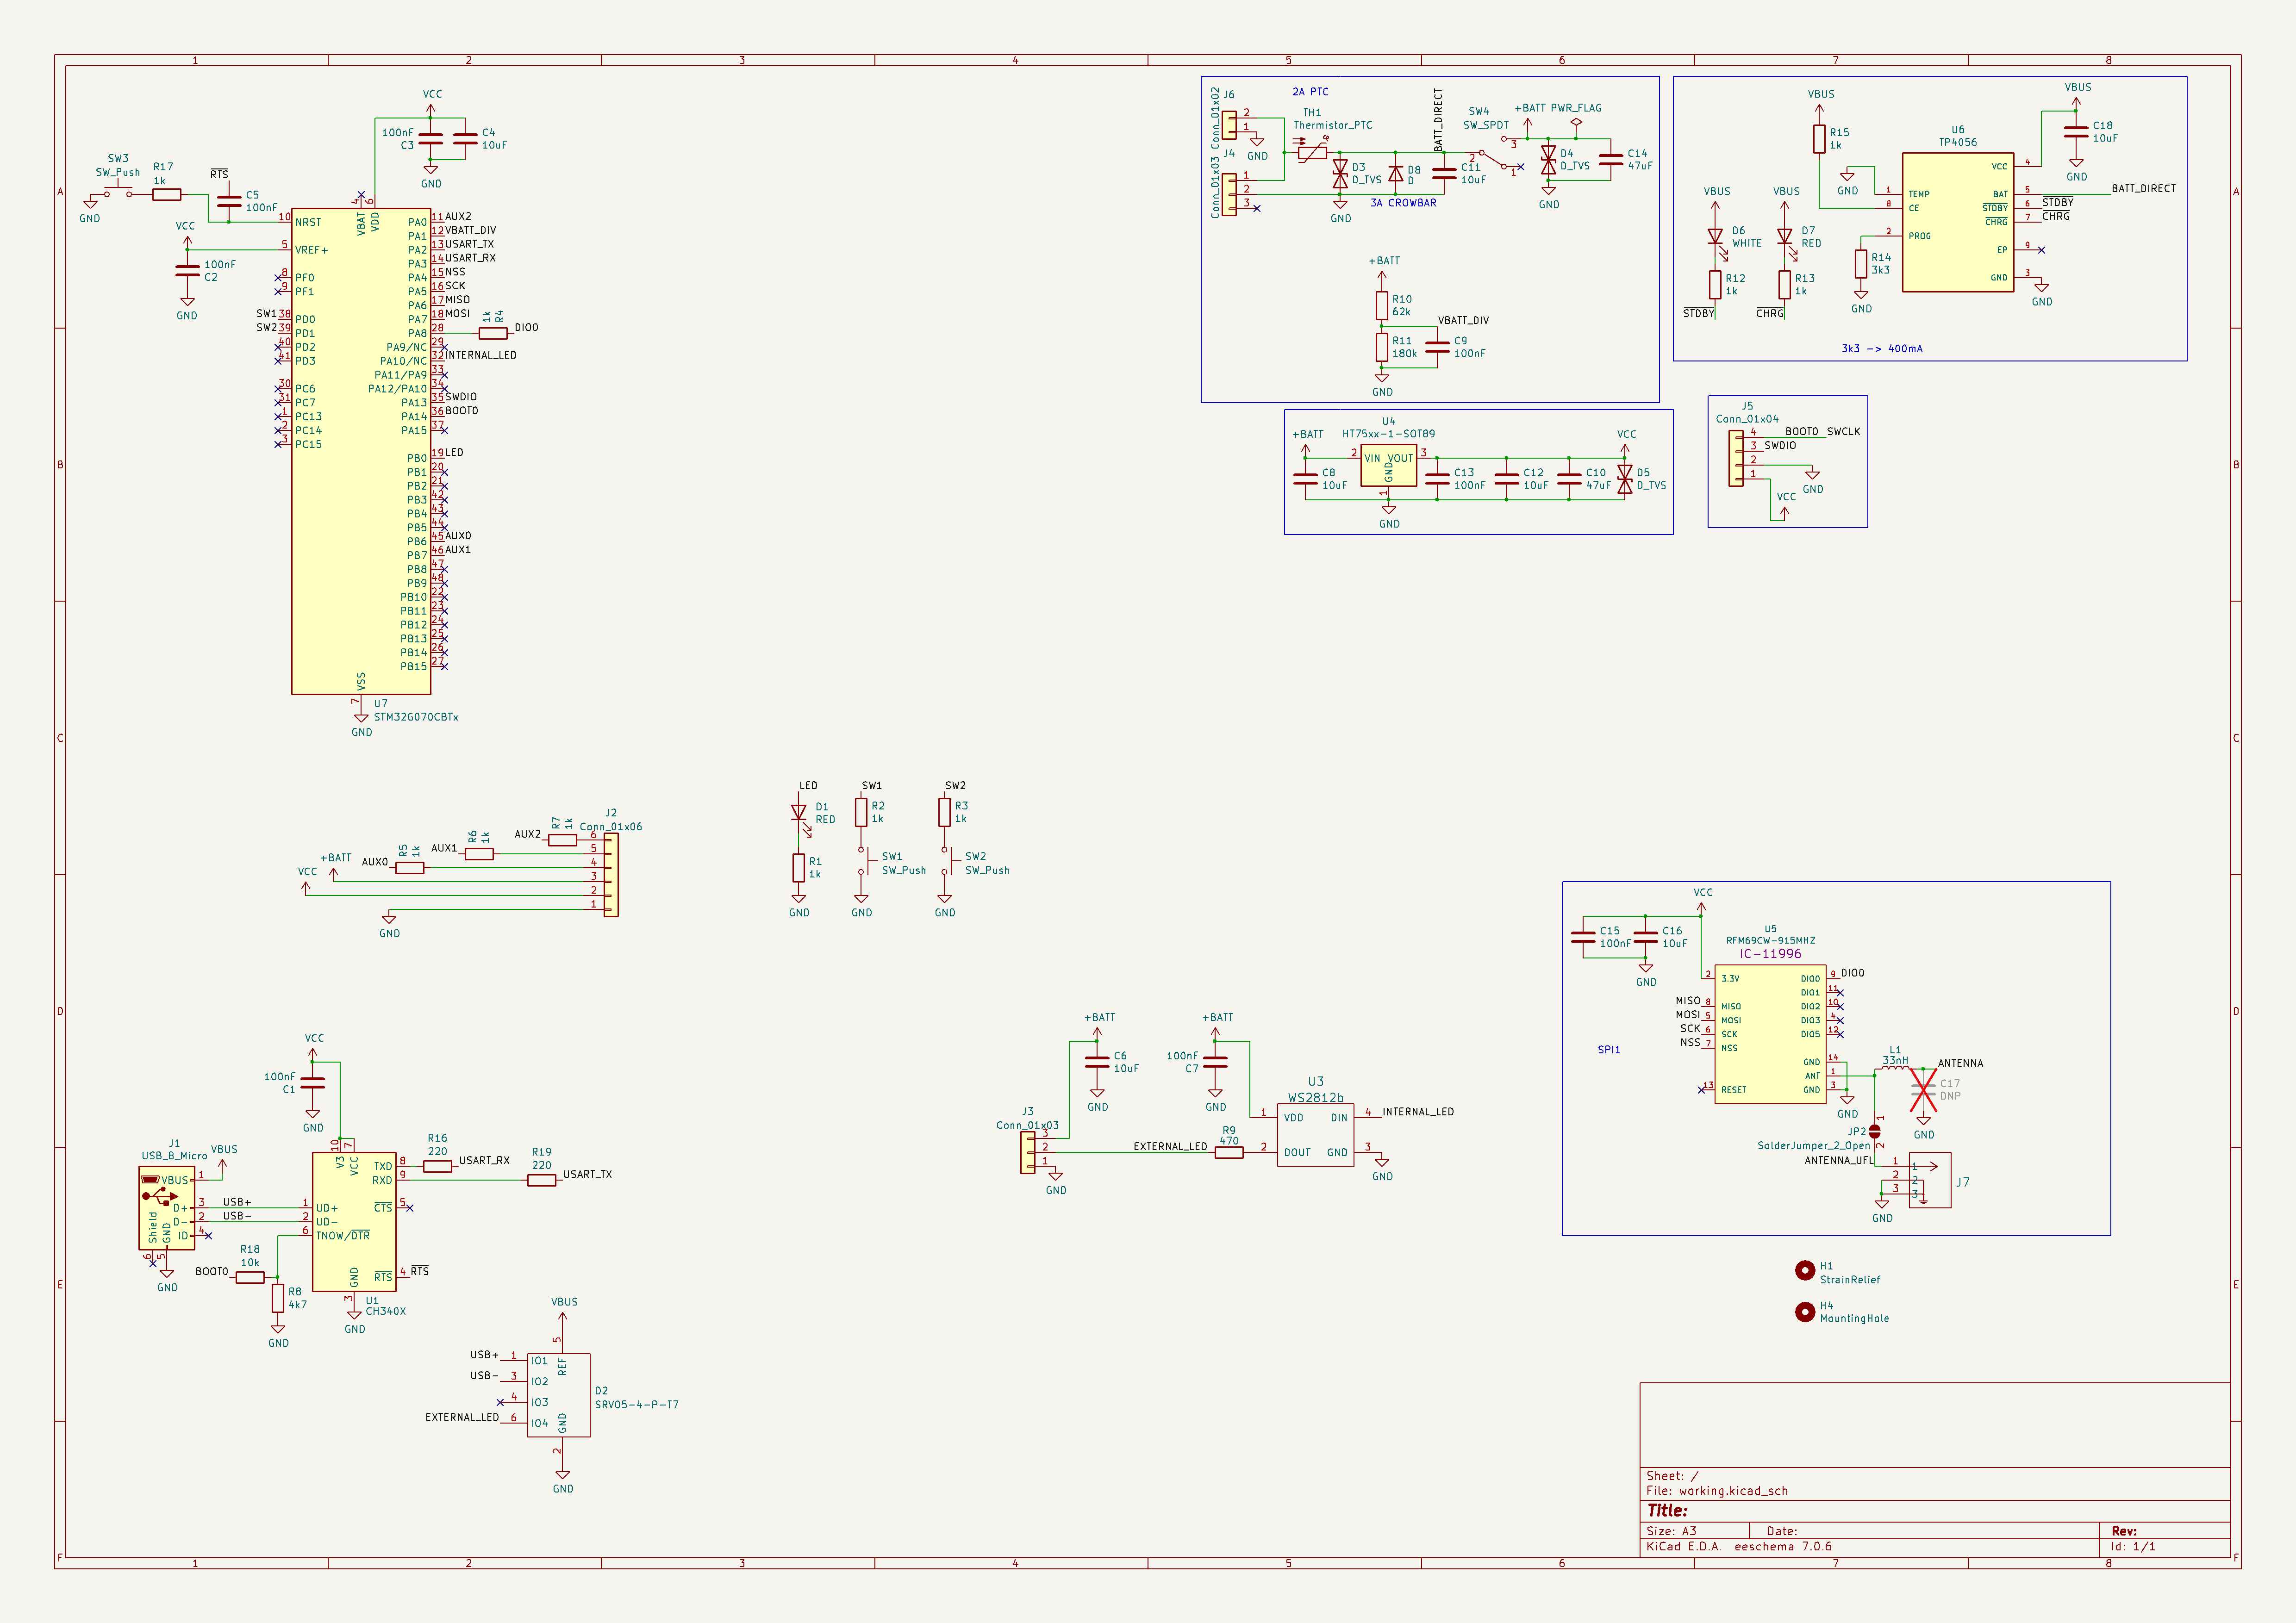 1 2 3 4 5 6 7 8
A
B
C
D
E
F
A
B
C
D
E
F
1 2 3 4 5 6 7 8
VCC
100nF
C3
C4
10uF
GND
SW3
SW_Push
GND
R17
1k
RTS
C5
100nF
VCC
100nF
C2
GND
4
VBAT
6
VDD
10 NRST
5 VREF+
8 PF0
9 PF1
SW1 38 PD0
SW2 39 PD1
40 PD2
41 PD3
30 PC6
31 PC7
1 PC13
2 PC14
3 PC15
PA0 11 AUX2
PA1 12 VBATT_DIV
PA2 13 USART_TX
PA3 14 USART_RX
PA4 15 NSS
PA5 16 SCK
PA6 17 MISO
PA7 18 MOSI
PA8 28
1k
R4
DIO0
PA9/NC 29
PA10/NC 32 INTERNAL_LED
PA11/PA9 33
PA12/PA10 34
PA13 35 SWDIO
PA14 36 BOOT0
PA15 37
PB0 19 LED
PB1 20
PB2 21
PB3 42
PB4 43
PB5 44
PB6 45 AUX0
PB7 46 AUX1
PB8 47
PB9 48
PB10 22
PB11 23
PB12 24
PB13 25
PB14 26
PB15 27
VSS
7
GND
U7
STM32G070CBTx
2A PTC
J6
Conn_01x02
2
1
GND
J4
Conn_01x03
1
2
3
TH1
Thermistor_PTC
D3
D_TVS
GND
D8
D
3A CROWBAR
BATT_DIRECT
C11
10uF
SW4
SW_SPDT
2
3
1
+BATT PWR_FLAG
D4
D_TVS
GND
C14
47uF
+BATT
R10
62k
VBATT_DIV
R11
180k
C9
100nF
GND
VBUS
R15
1k
GND
U6
TP4056
1 TEMP
8 CE
2 PROG
VCC 4
BAT 5
STDBY 6
CHRG 7
EP 9
GND 3
VBUS
C18
10uF
GND
BATT_DIRECT
STDBY
CHRG
GND
VBUS
D6
WHITE
R12
1k
STDBY
VBUS
D7
RED
R13
1k
CHRG
R14
3k3
GND
3k3 -> 400mA
U4
HT75xx-1-SOT89
+BATT
C8
10uF
2 VIN VOUT 3
GND
1
GND
C13
100nF
C12
10uF
C10
47uF
VCC
D5
D_TVS
J5
Conn_01x04
4 BOOT0 SWCLK
3 SWDIO
2
1
GND
VCC
J2
Conn_01x06
AUX2
R7
1k
6
AUX1
R6
1k
5
AUX0
R5
1k
4
+BATT
3
VCC
2
1
GND
LED
D1
RED
R1
1k
GND
SW1
R2
1k
SW1
SW_Push
GND
SW2
R3
1k
SW2
SW_Push
GND
VCC
C15
100nF
C16
10uF
GND
U5
RFM69CW-915MHZ
IC-11996
2 3.3V
MISO 8 MISO
MOSI 5 MOSI
SCK 6 SCK
NSS 7 NSS
13 RESET
DIO0 9 DIO0
DIO1 11
DIO2 10
DIO3 4
DIO5 12
GND 14
ANT 1
GND 3
GND
SPI1
L1
33nH
ANTENNA
C17
DNP
GND
1
JP2
SolderJumper_2_Open
2
ANTENNA_UFL
1 1
2 2
3 3
J7
GND
+BATT
C6
10uF
GND
+BATT
100nF
C7
GND
U3
WS2812b
1 VDD
2 DOUT
DIN 4 INTERNAL_LED
GND 3
GND
J3
Conn_01x03
3
2
1
GND
EXTERNAL_LED
R9
470
VCC
100nF
C1
GND
J1
USB_B_Micro
VBUS
VBUS 1
D+ 3 USB+
D- 2 USB-
ID 4
Shield
GND
6
5
GND
10
V3
7
VCC
1 UD+
2 UD-
6 TNOW/DTR
TXD 8
RXD 9
CTS 5
RTS 4 RTS
GND
3
GND
U1
CH340X
R16
220
USART_RX
R19
220
USART_TX
BOOT0
R18
10k
R8
4k7
GND
VBUS
5
REF
USB+ 1 IO1
USB- 3 IO2
4 IO3
EXTERNAL_LED 6 IO4
GND
2
GND
D2
SRV05-4-P-T7
H1
StrainRelief
H4
MountingHole
Sheet: /
File: working.kicad_sch
Title:
Size: A3 Date: Rev:
KiCad E.D.A. eeschema 7.0.6 Id: 1/1